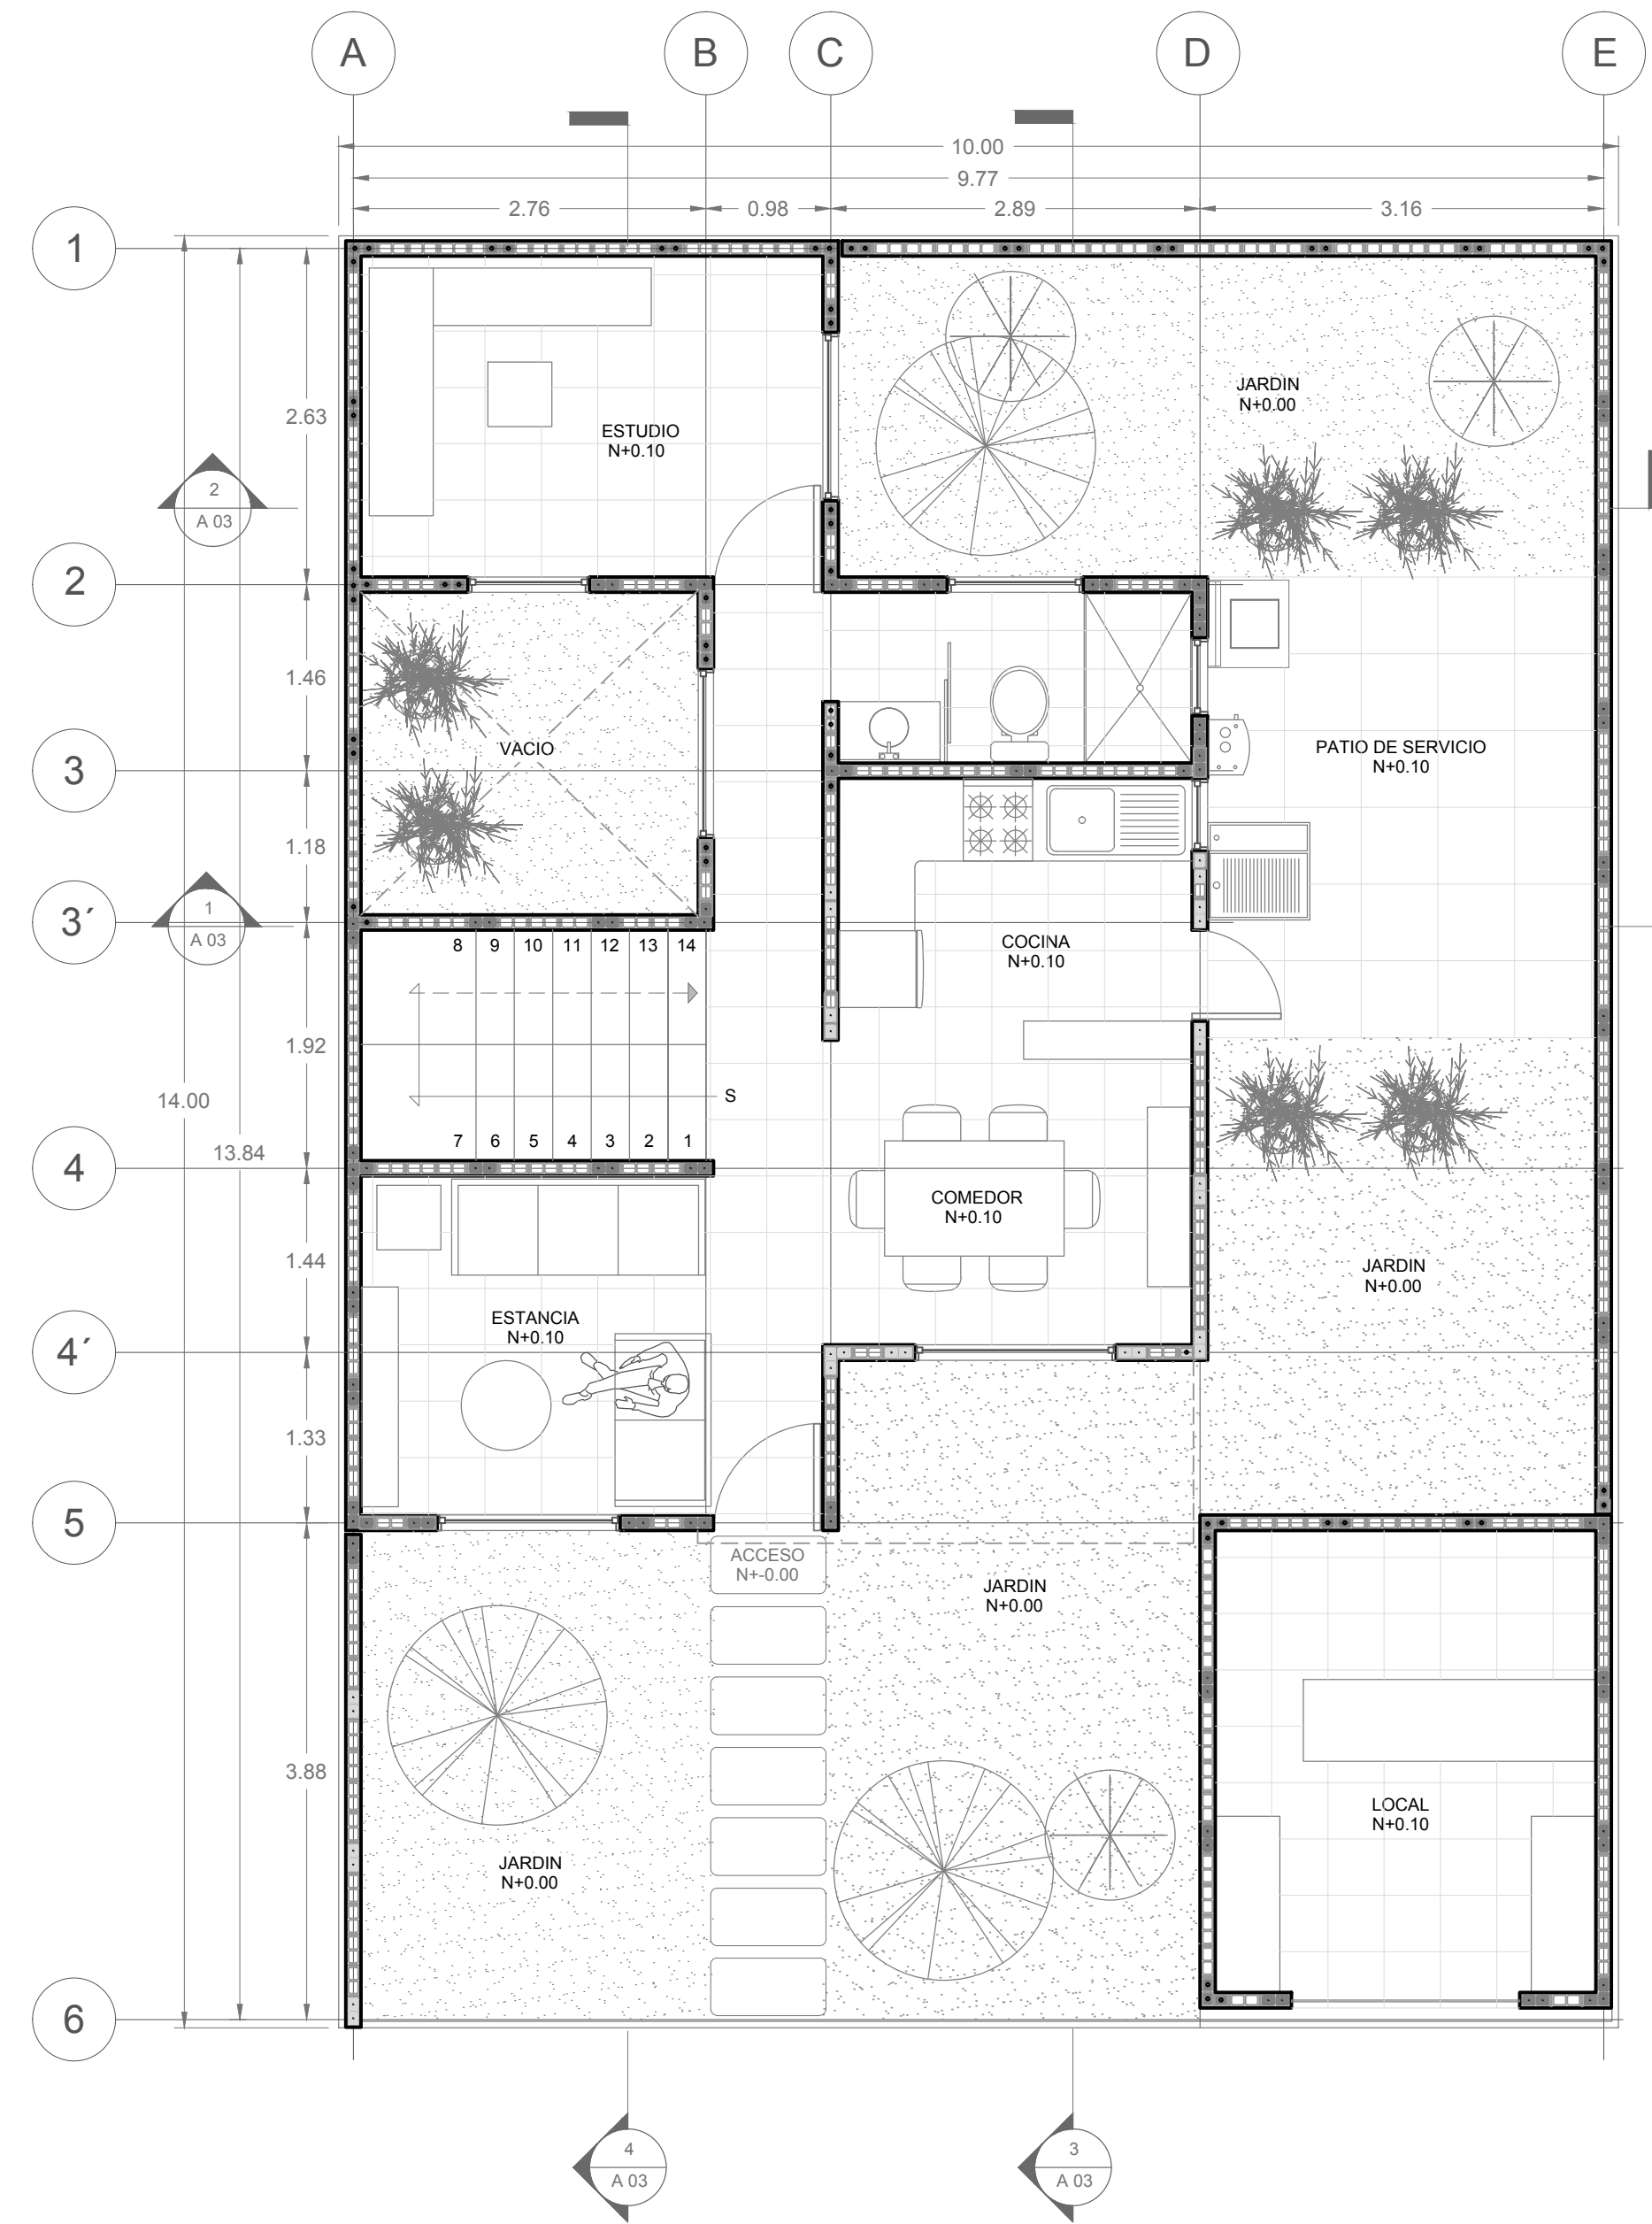 A B C D E
10.00
9.77
2.76 0.98 2.89 3.16
1
JARDIN
N+0.00
2.63
ESTUDIO
N+0.10
2
A 03
2
1.46
VACIO
PATIO DE SERVICIO
N+0.10
3
1.18
1
A 03
3´
8 9 10 11 12 13 14
COCINA
N+0.10
1.92
14.00
S
13.84
7 6 5 4 3 2 1
4
COMEDOR
N+0.10
1.44
JARDIN
N+0.00
ESTANCIA
N+0.10
4´
1.33
5
ACCESO
N+-0.00
JARDIN
N+0.00
3.88
LOCAL
N+0.10
JARDIN
N+0.00
6
4
A 03
3
A 03